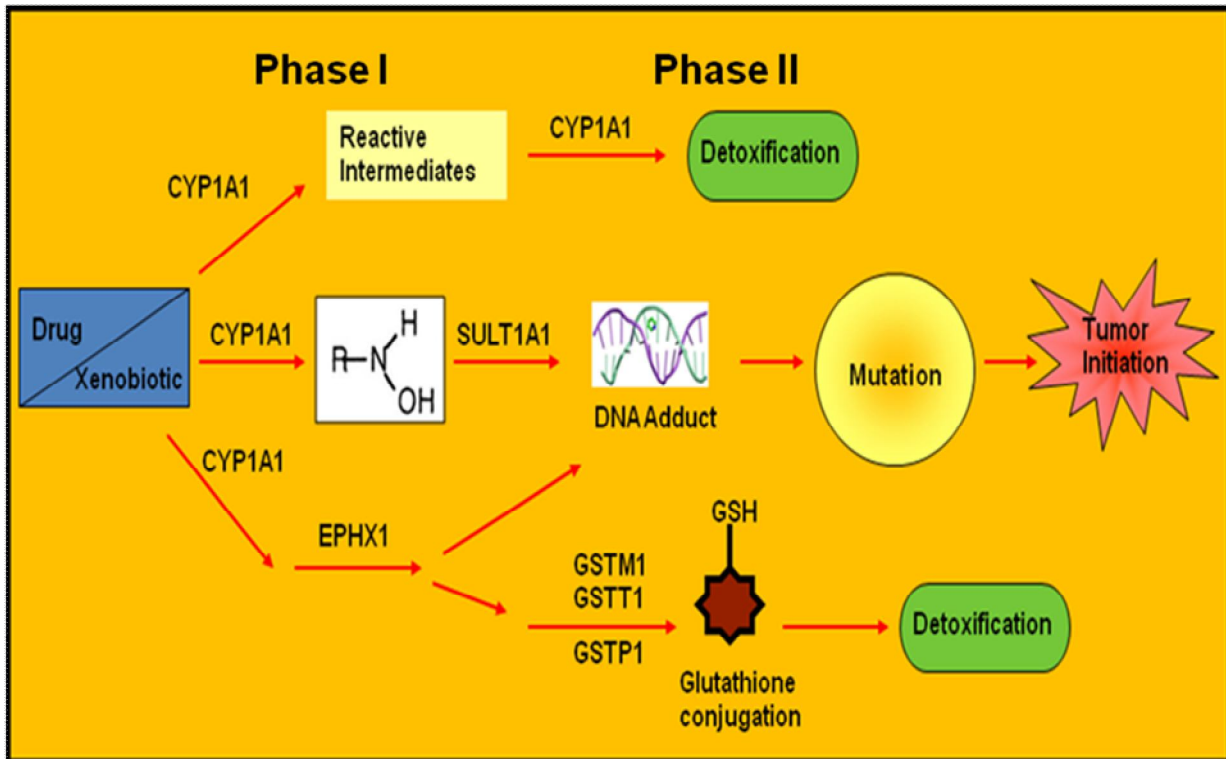 Phase I
Phase II
CYP1A1
Reactive
Intermediates
CYP1A1
Detoxification
Drug
Xenobiotic
CYP1A1
H
R-N
OH
SULT1A1
DNA Adduct
Mutation
Tumor
Initiation
CYP1A1
EPHX1
GSTM1
GSTT1
GSTP1
GSH
Glutathione
conjugation
Detoxification